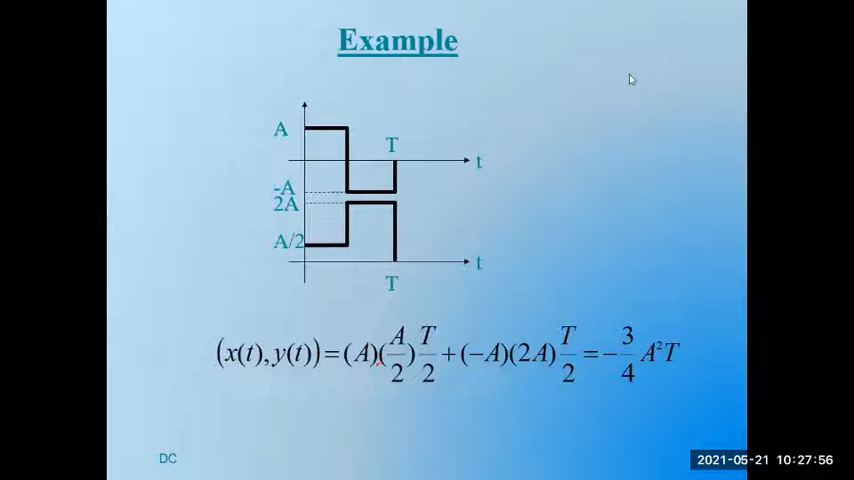 Example
A
T
t
-A
2A
A/2
t
T
(x(t), y(t)) = (A)(A/2)T/2 + (-A)(2A)T/2 = -3/4 A²T
DC
2021-05-21 10:27:56